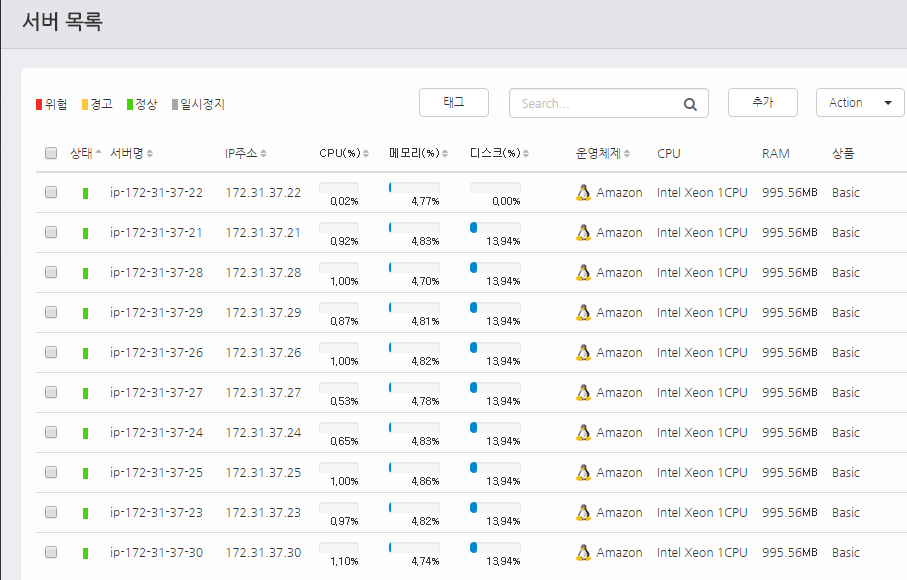 서버 목록
위험 경고 정상 일시정지 태그 Search... 추가 Action
상태 서버명 IP주소 CPU(%) 메모리(%) 디스크(%) 운영체제 CPU RAM 상품
ip-172-31-37-22 172.31.37.22 0,02% 4,77% 0,00% Amazon Intel Xeon 1CPU 995.56MB Basic
ip-172-31-37-21 172.31.37.21 0,92% 4,83% 13,94% Amazon Intel Xeon 1CPU 995.56MB Basic
ip-172-31-37-28 172.31.37.28 1,00% 4,70% 13,94% Amazon Intel Xeon 1CPU 995.56MB Basic
ip-172-31-37-29 172.31.37.29 0,87% 4,81% 13,94% Amazon Intel Xeon 1CPU 995.56MB Basic
ip-172-31-37-26 172.31.37.26 1,00% 4,82% 13,94% Amazon Intel Xeon 1CPU 995.56MB Basic
ip-172-31-37-27 172.31.37.27 0,53% 4,78% 13,94% Amazon Intel Xeon 1CPU 995.56MB Basic
ip-172-31-37-24 172.31.37.24 0,65% 4,83% 13,94% Amazon Intel Xeon 1CPU 995.56MB Basic
ip-172-31-37-25 172.31.37.25 1,00% 4,86% 13,94% Amazon Intel Xeon 1CPU 995.56MB Basic
ip-172-31-37-23 172.31.37.23 0,97% 4,82% 13,94% Amazon Intel Xeon 1CPU 995.56MB Basic
ip-172-31-37-30 172.31.37.30 1,10% 4,74% 13,94% Amazon Intel Xeon 1CPU 995.56MB Basic